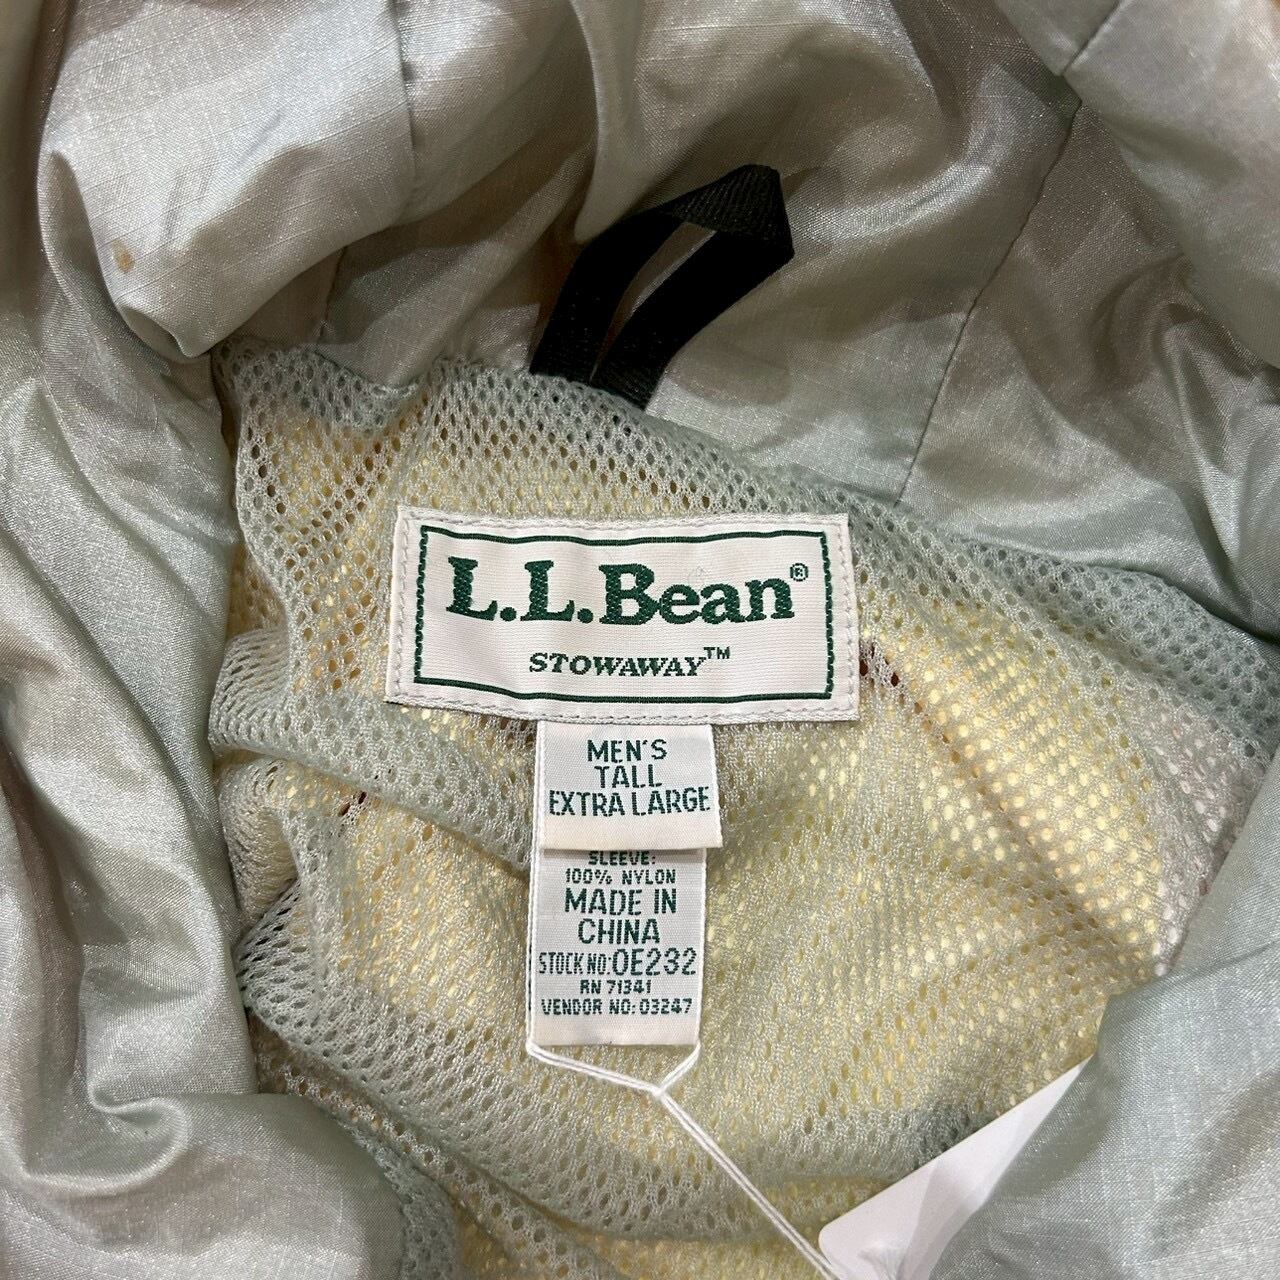 L.L.Bean®
STOWAWAY™
MEN'S
TALL
EXTRA LARGE
SLEEVE:
100% NYLON
MADE IN
CHINA
STOCK NO:OE232
RN 71341
VENDOR NO: 03247